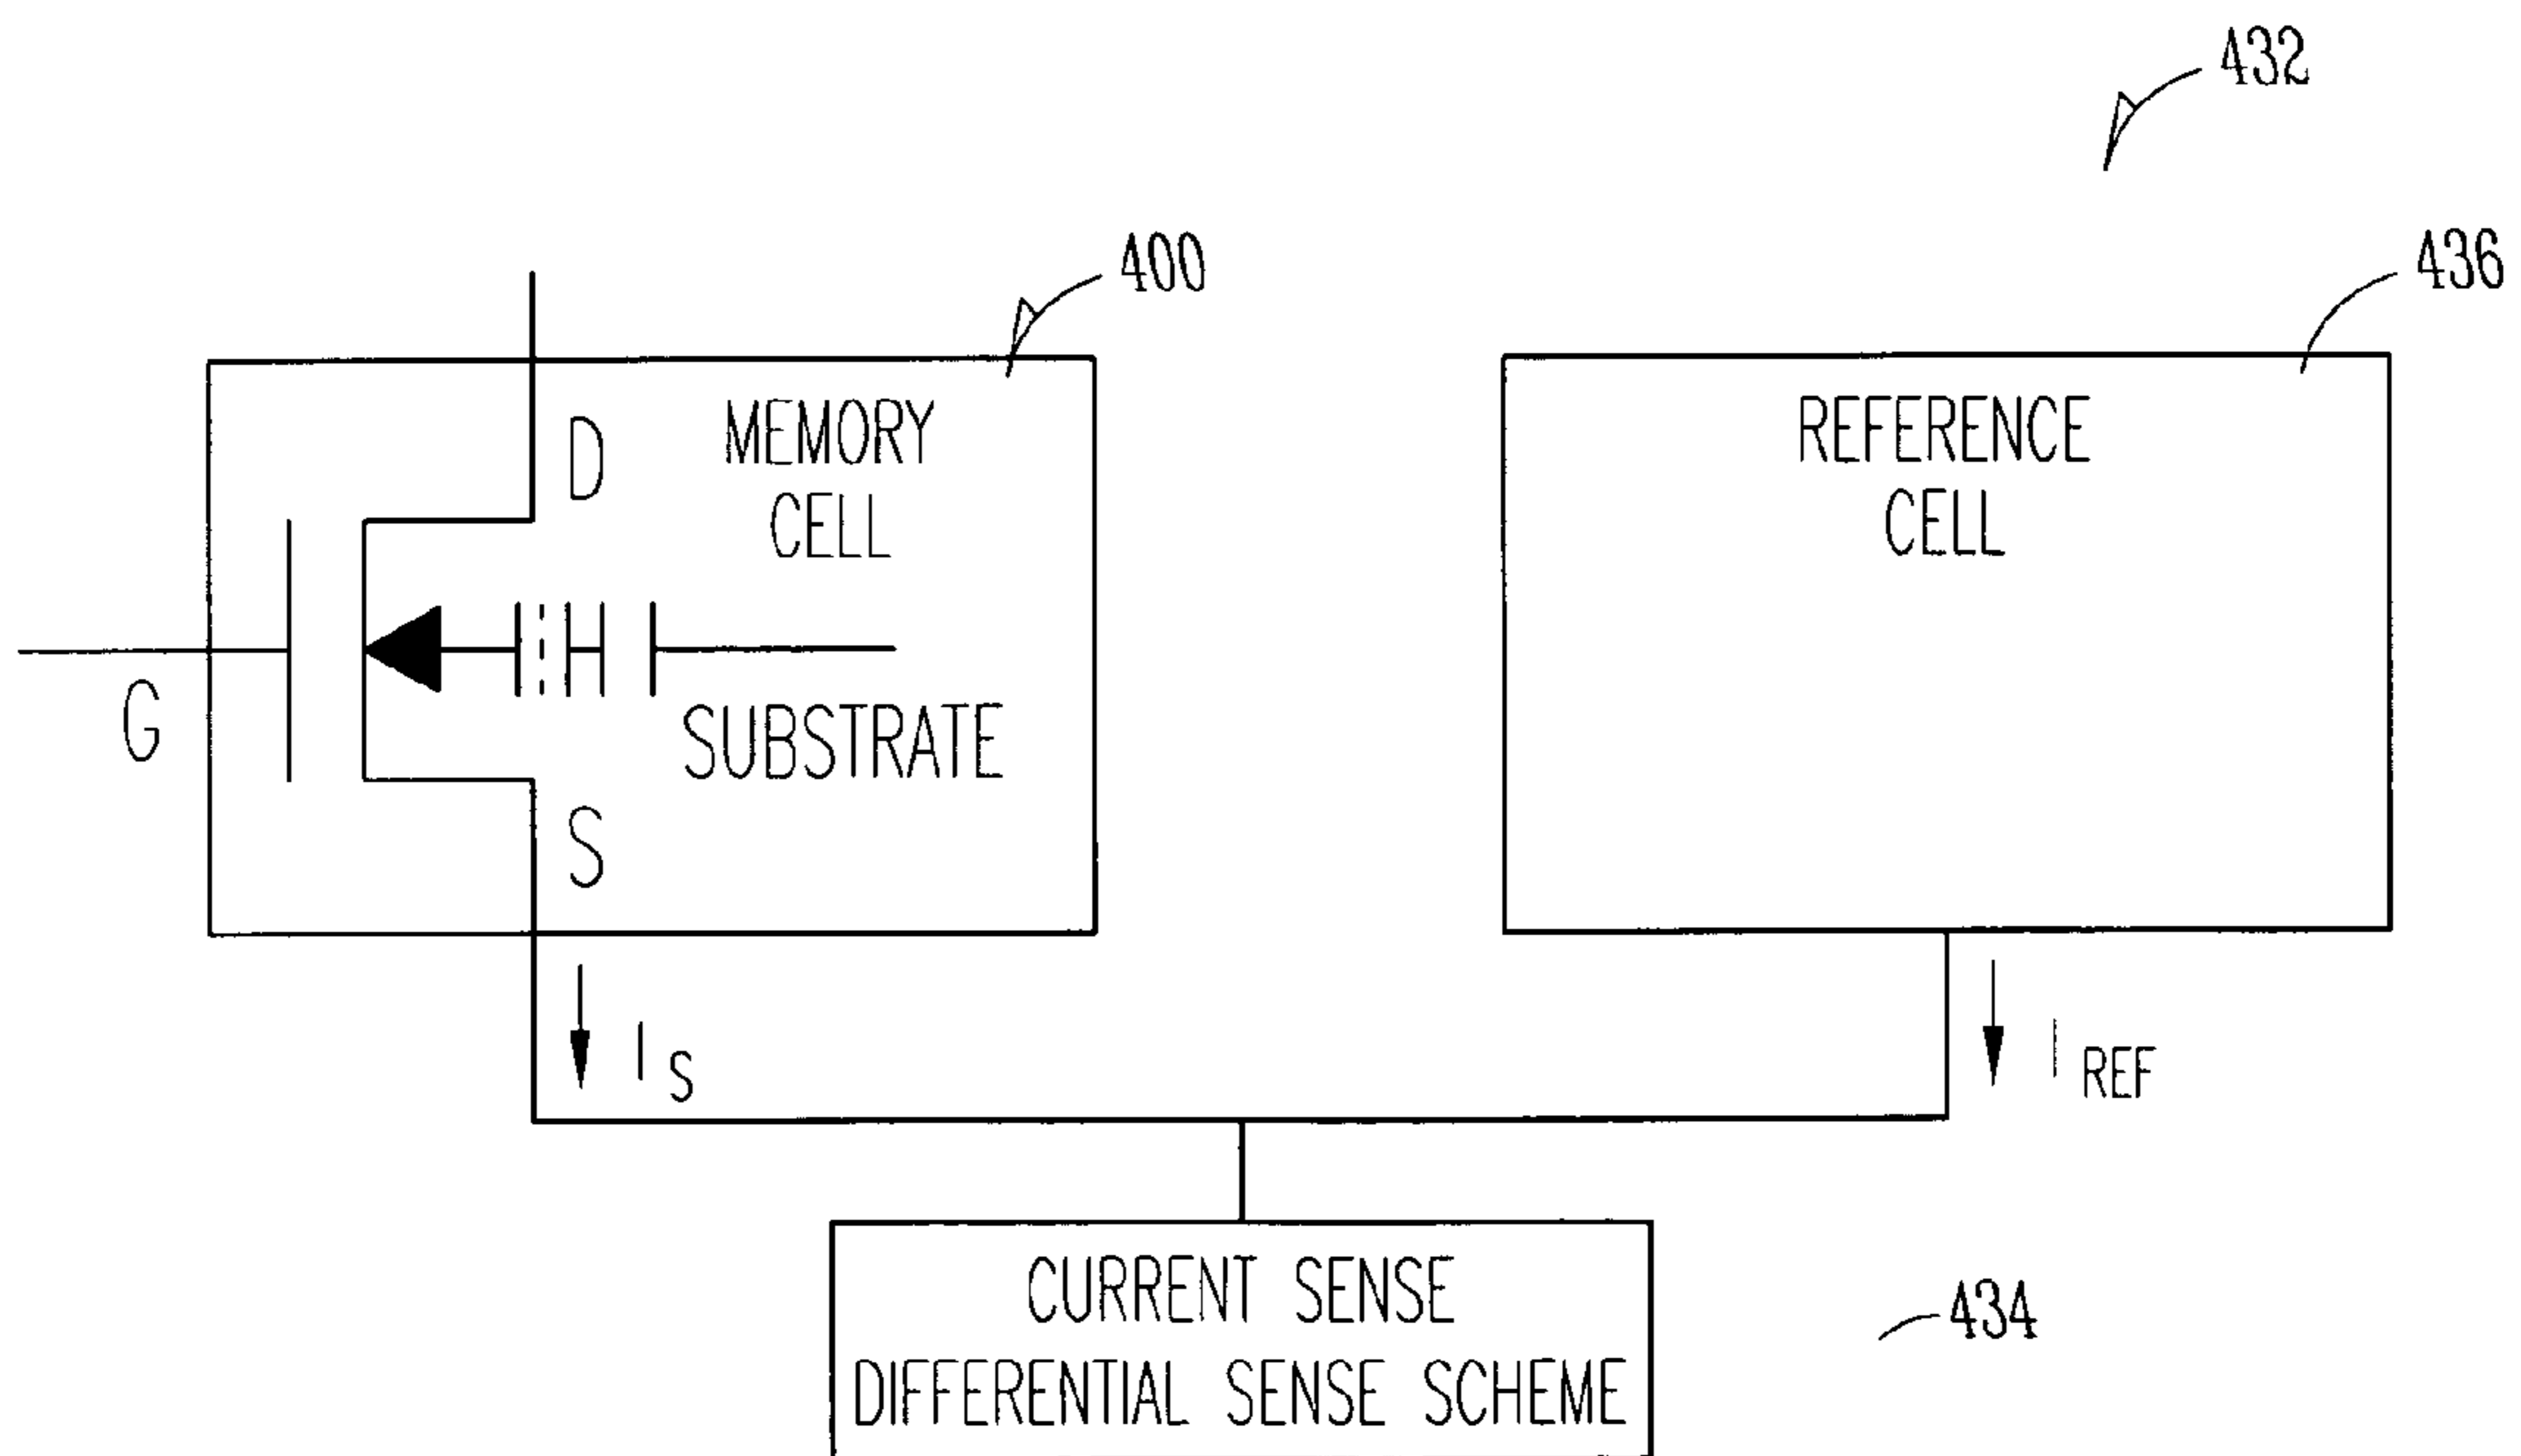 432
400
436
D
MEMORY
CELL
REFERENCE
CELL
G
SUBSTRATE
S
I S
I REF
CURRENT SENSE
DIFFERENTIAL SENSE SCHEME
434